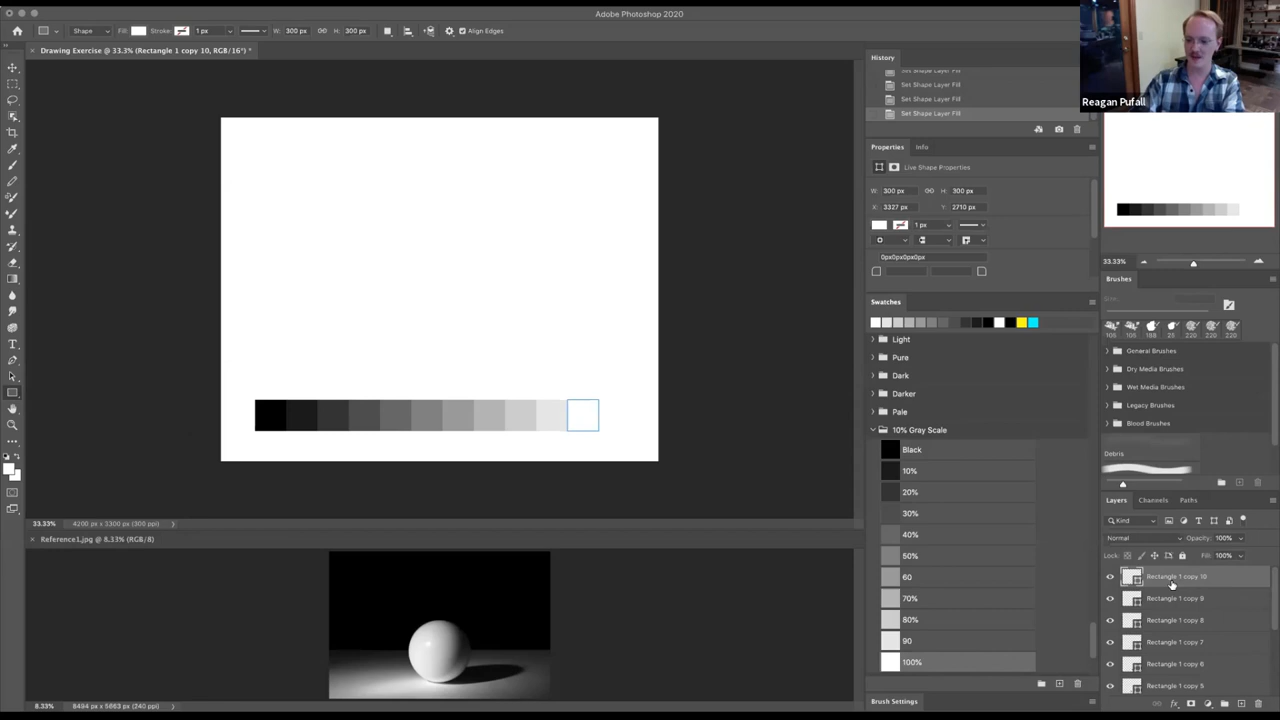 Adobe Photoshop 2020
Shape
Fill:
Stroke:
1 px
W: 300 px
H: 300 px
Align Edges
Drawing Exercise @ 33.3% (Rectangle 1 copy 10, RGB/16*) *
History
Set Shape Layer Fill
Set Shape Layer Fill
Set Shape Layer Fill
Set Shape Layer Fill
Reagan Pufall
Properties
Info
Live Shape Properties
W: 300 px
H: 300 px
X: 3327 px
Y: 2710 px
1 px
0px0px0px0px
33.33%
Swatches
Brushes
Light
Pure
Dark
Darker
Pale
10% Gray Scale
Black
10%
20%
30%
40%
50%
60
70%
80%
90
100%
106
106
188
25
220
220
220
General Brushes
Dry Media Brushes
Wet Media Brushes
Legacy Brushes
Blood Brushes
Debris
Layers
Channels
Paths
Kind
Normal
Opacity: 100%
Lock:
Fill: 100%
Rectangle 1 copy 10
Rectangle 1 copy 9
Rectangle 1 copy 8
Rectangle 1 copy 7
Rectangle 1 copy 6
Rectangle 1 copy 5
33.33%
4200 px x 3300 px (300 ppi)
Reference1.jpg @ 8.33% (RGB/8)
8.33%
8494 px x 5663 px (240 ppi)
Brush Settings